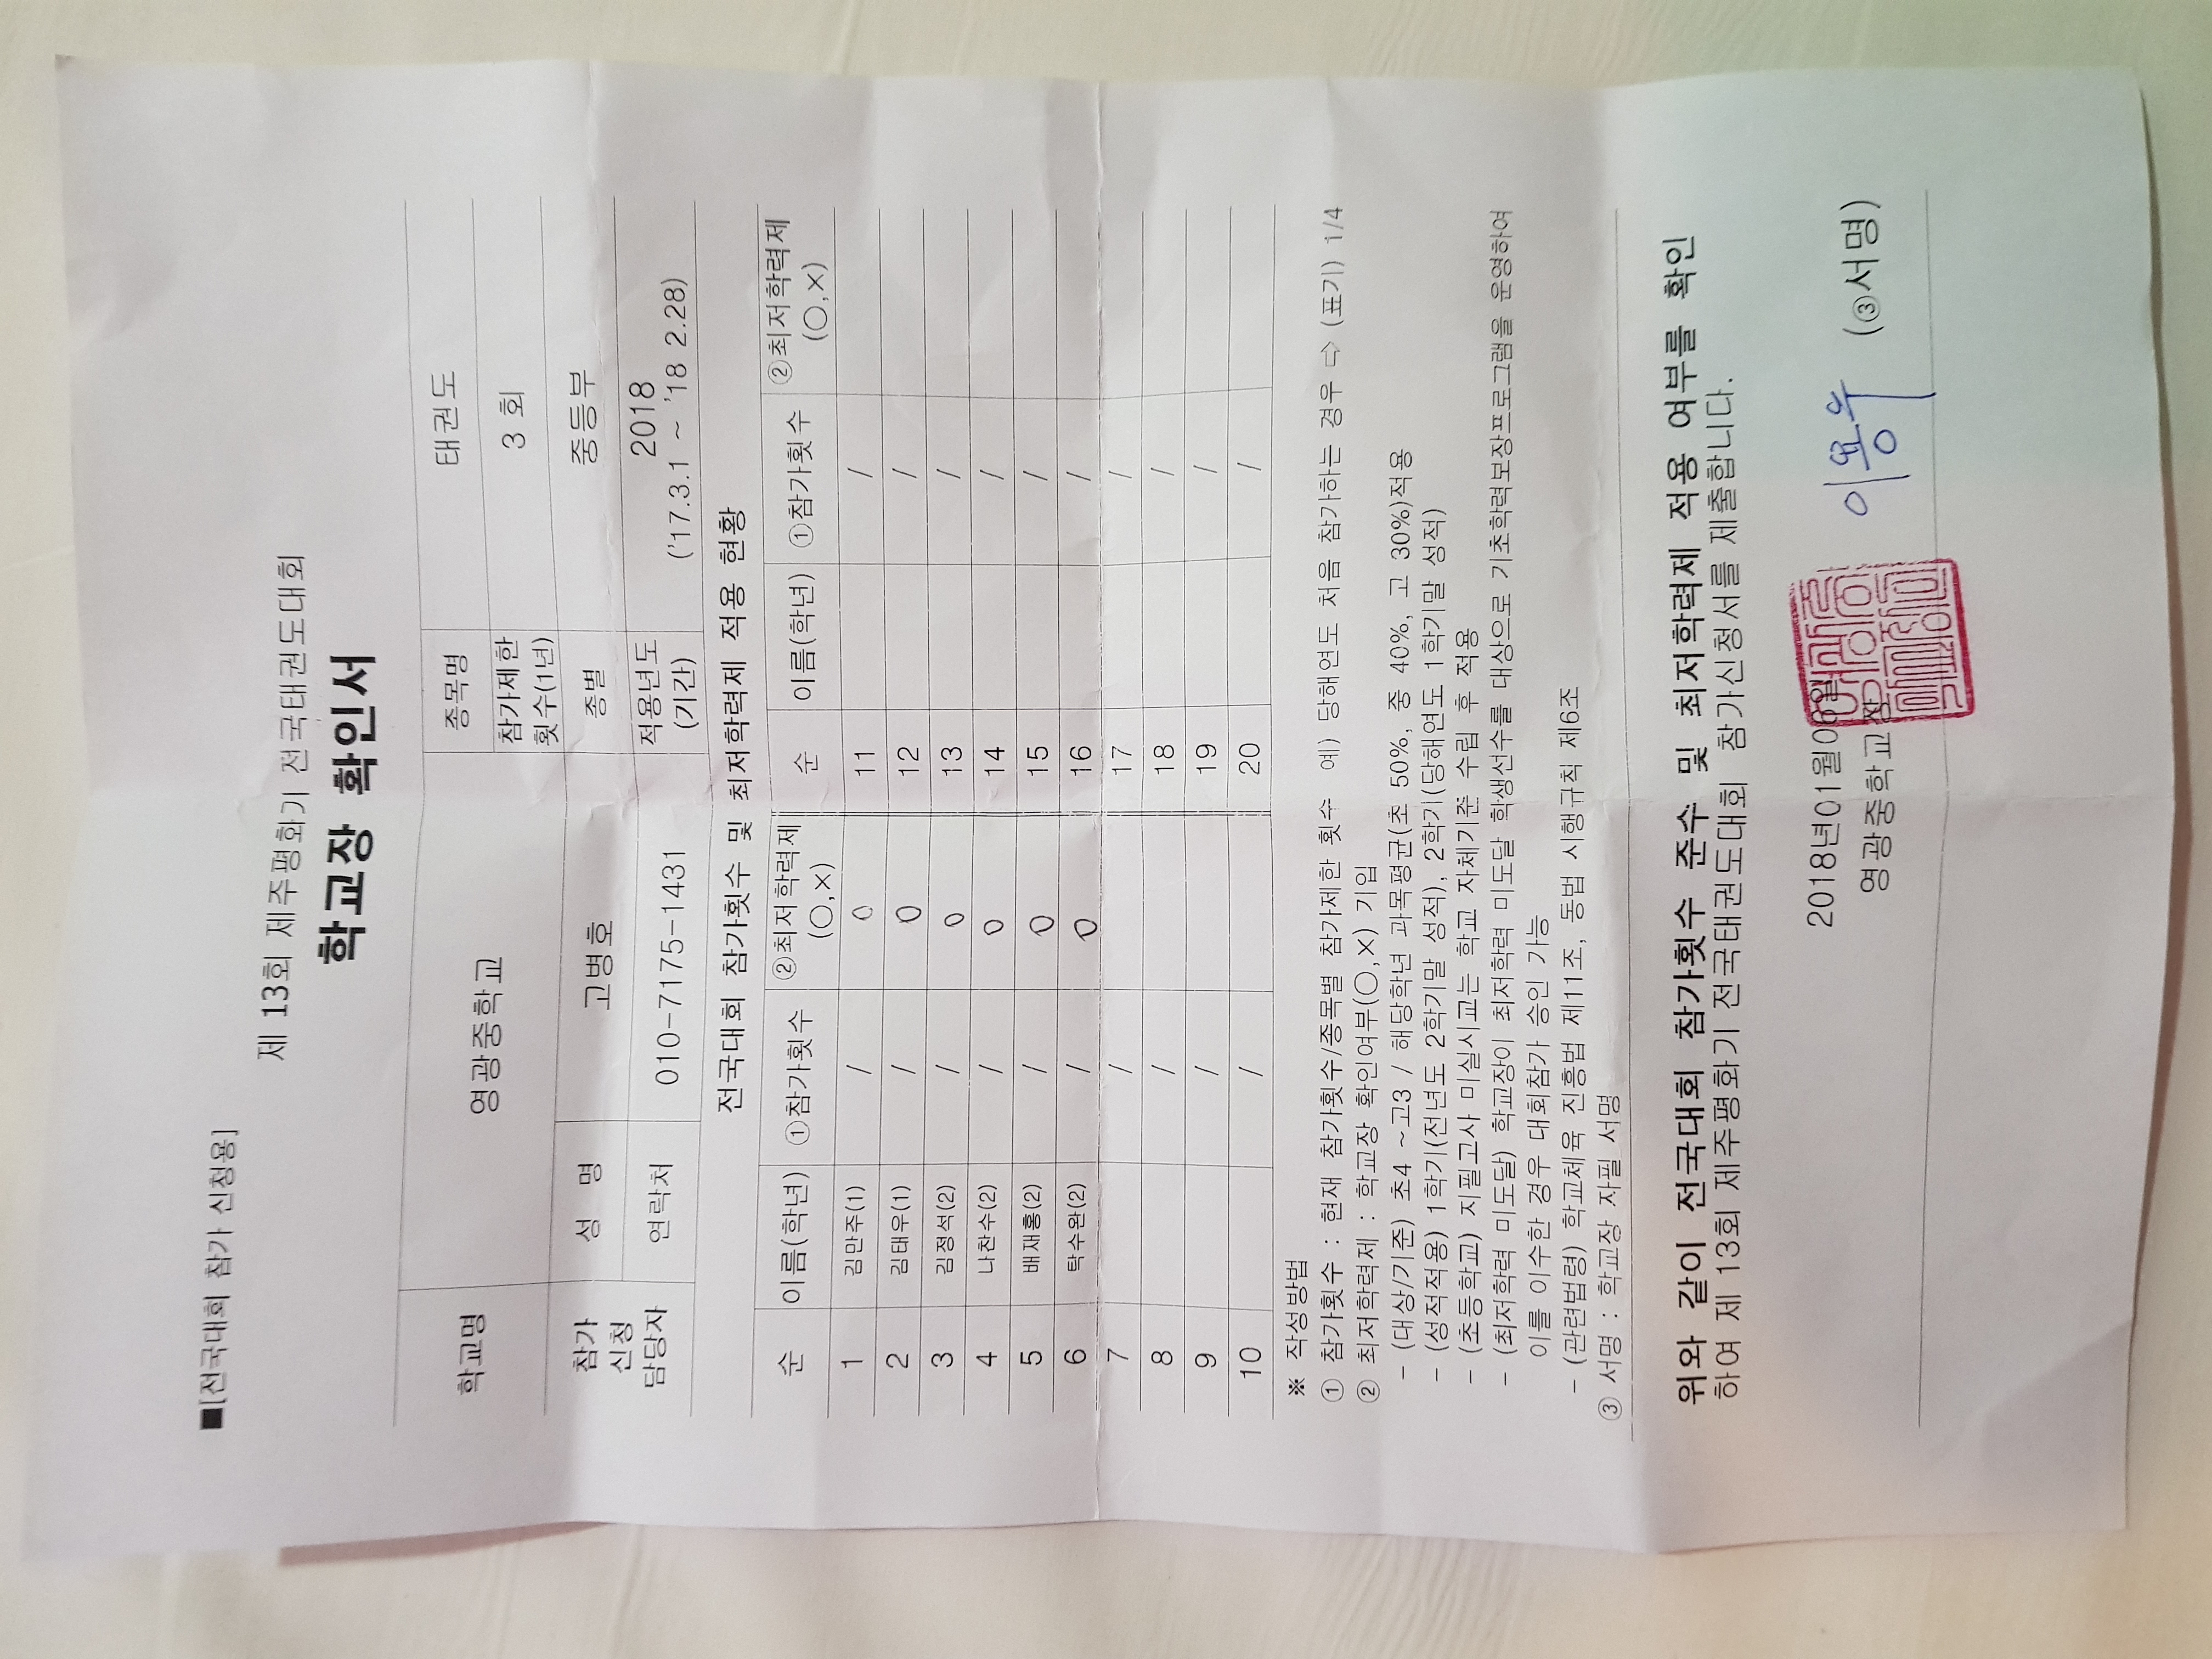 ■[전국대회 참가 신청용]
제 13회 제주평화기 전국태권도대회
학교장 확인서
학교명 영광중학교 종목명 태권도
참가제한 횟수(1년) 3 회
참가 신청 담당자 성 명 고병호 종별 중등부
연락처 010-7175-1431 적용년도 (기간) 2018 ('17.3.1 ~ '18 2.28)
전국대회 참가횟수 및 최저학력제 적용 현황
순 이름(학년) ①참가횟수 ②최저학력제 (○,×) 순 이름(학년) ①참가횟수 ②최저학력제 (○,×)
1 김만주(1) / 0 11 /
2 김태우(1) / 0 12 /
3 김정석(2) / 0 13 /
4 나찬수(2) / 0 14 /
5 배재홍(2) / 0 15 /
6 탁수완(2) / 0 16 /
7 / 17 /
8 / 18 /
9 / 19 /
10 / 20 /
※ 작성방법
① 참가횟수 : 현재 참가횟수/종목별 참가제한 횟수 예) 당해연도 처음 참가하는 경우 ⇨ (표기) 1/4
② 최저학력제 : 학교장 확인여부(○,×) 기입
- (대상/기준) 초4 ~고3 / 해당학년 과목평균(초 50%, 중 40%, 고 30%)적용
- (성적적용) 1학기(전년도 2학기말 성적), 2학기(당해연도 1학기말 성적)
- (초등학교) 지필고사 미실시교는 학교 자체기준 수립 후 적용
- (최저학력 미도달) 학교장이 최저학력 미도달 학생선수를 대상으로 기초학력보장프로그램을 운영하여
이를 이수한 경우 대회참가 승인 가능
- (관련법령) 학교체육 진흥법 제11조, 동법 시행규칙 제6조
③ 서명 : 학교장 자필 서명
위와 같이 전국대회 참가횟수 준수 및 최저학력제 적용 여부를 확인
하여 제 13회 제주평화기 전국태권도대회 참가신청서를 제출합니다.
2018년01월06일
영광중학교장 이용우 (③서명)